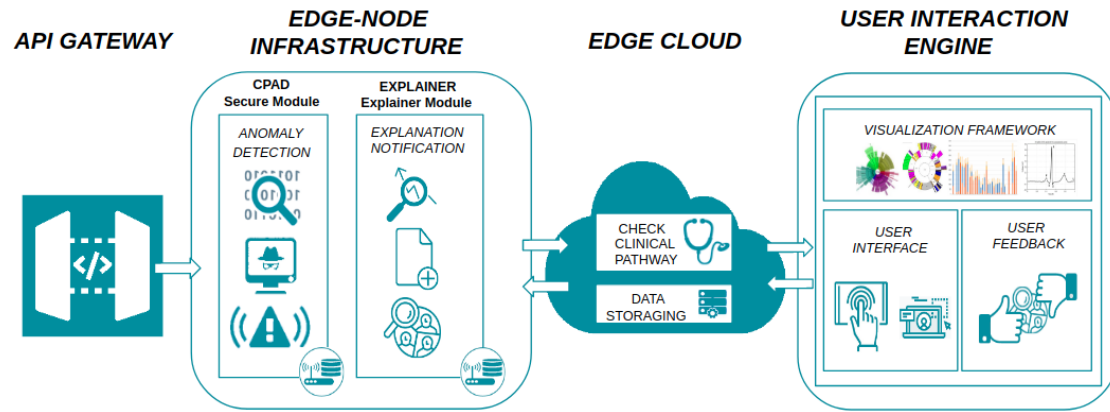 API GATEWAY
EDGE-NODE
INFRASTRUCTURE
EDGE CLOUD
USER INTERACTION
ENGINE
CPAD
Secure Module
EXPLAINER
Explainer Module
ANOMALY
DETECTION
EXPLANATION
NOTIFICATION
</>
CHECK
CLINICAL
PATHWAY
DATA
STORAGING
VISUALIZATION FRAMEWORK
USER
INTERFACE
USER
FEEDBACK